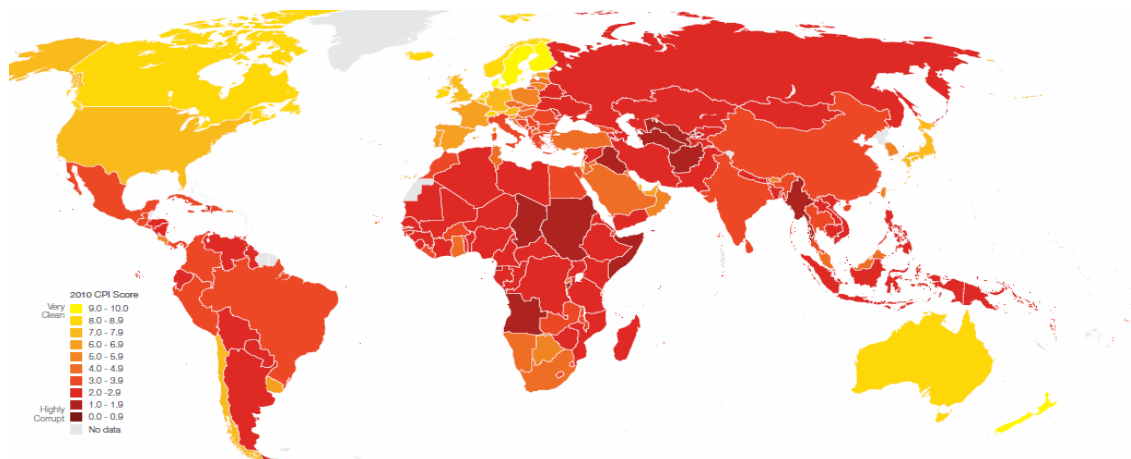 2010 CPI Score
Very
Clean
9.0 - 10.0
8.0 - 8.9
7.0 - 7.9
6.0 - 6.9
5.0 - 5.9
4.0 - 4.9
3.0 - 3.9
2.0 -2.9
1.0 - 1.9
Highly
Corrupt
0.0 - 0.9
No data